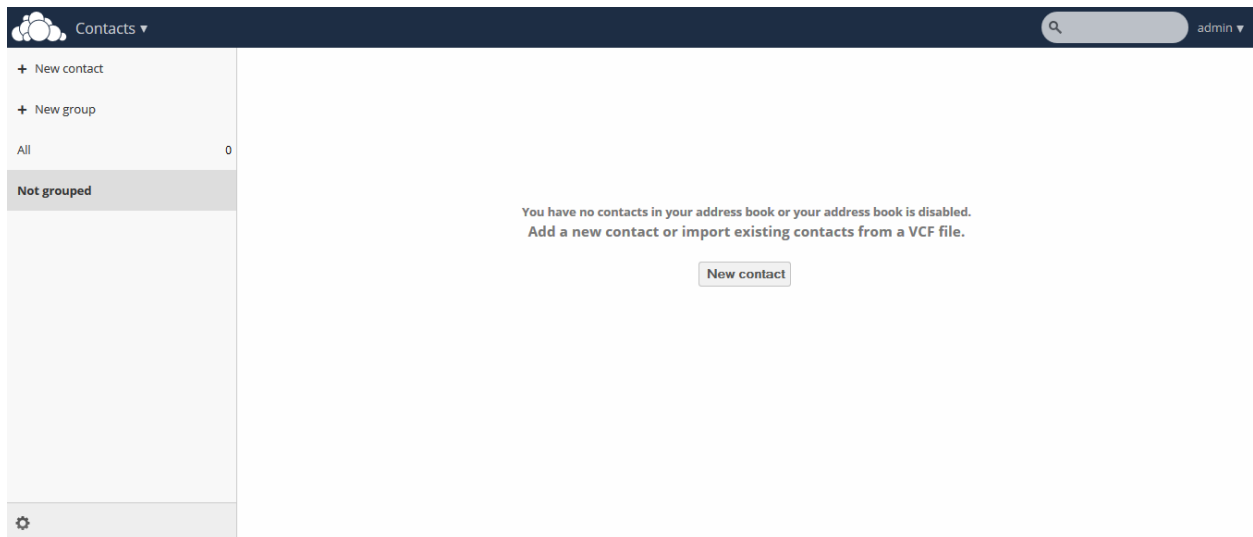 Contacts ▾
admin ▾
+ New contact
+ New group
All 0
Not grouped
You have no contacts in your address book or your address book is disabled.
Add a new contact or import existing contacts from a VCF file.
New contact